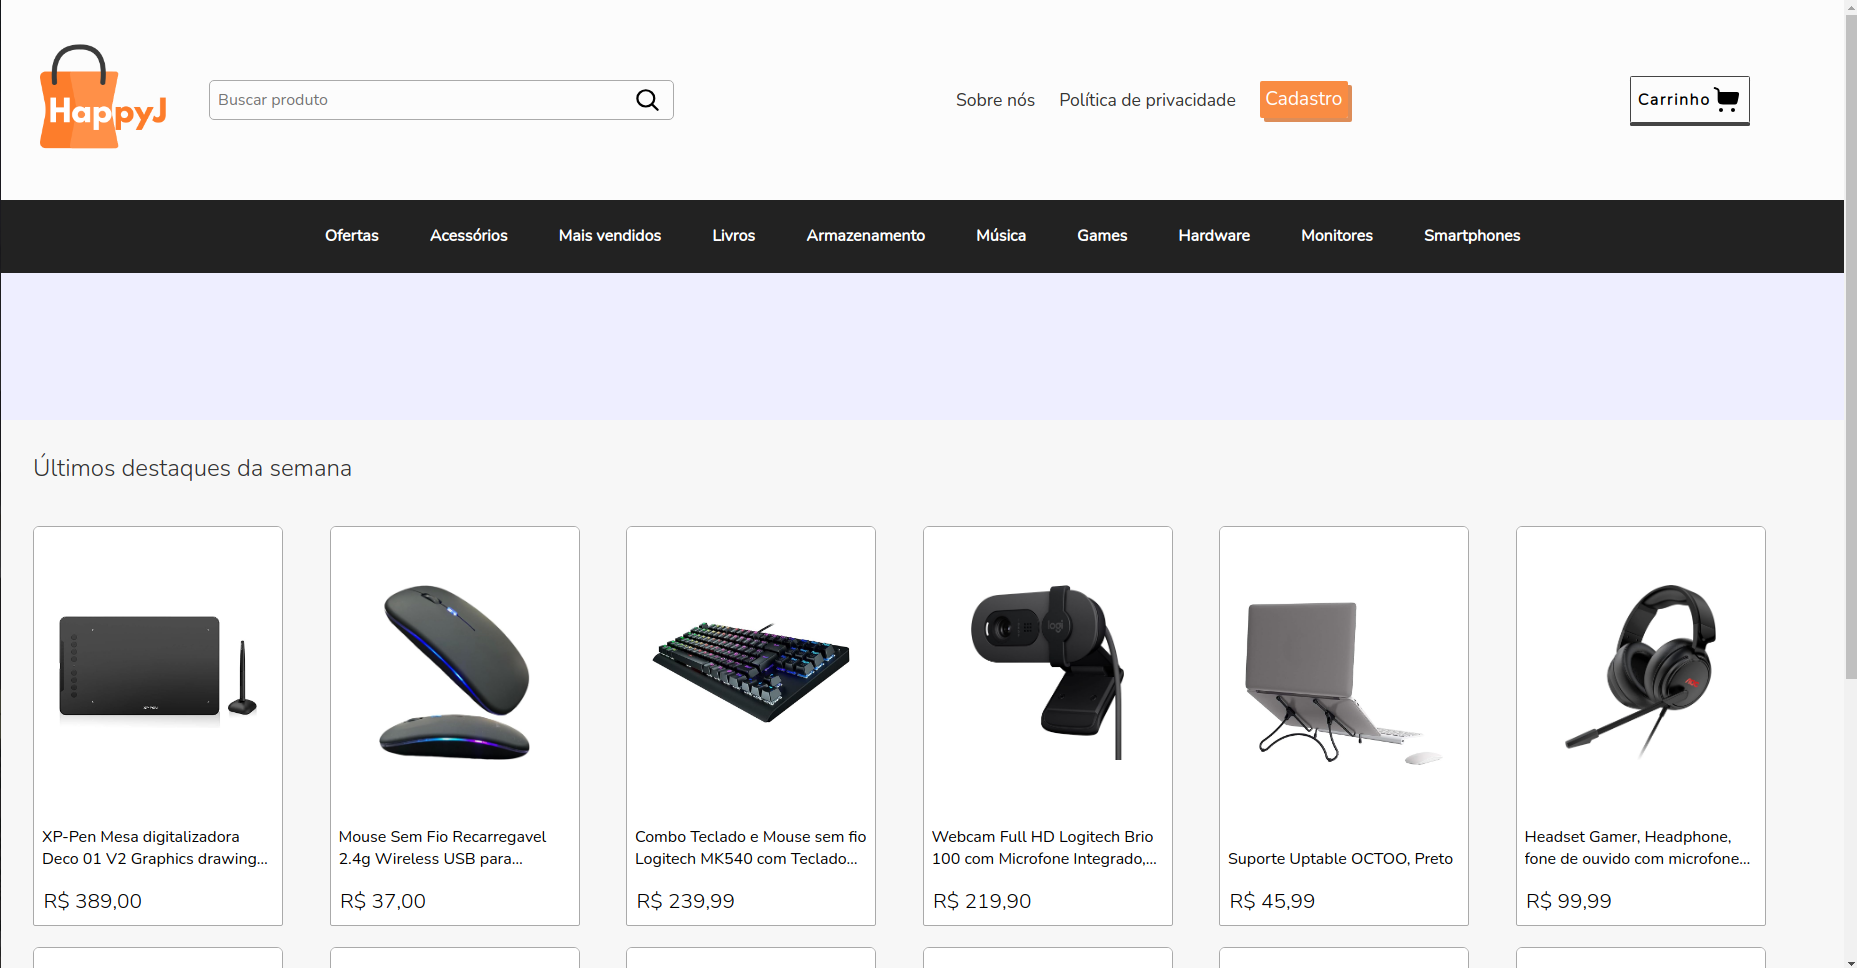 HappyJ
Buscar produto
Sobre nós
Política de privacidade
Cadastro
Carrinho
Ofertas
Acessórios
Mais vendidos
Livros
Armazenamento
Música
Games
Hardware
Monitores
Smartphones
Últimos destaques da semana
XP-PEN
XP-Pen Mesa digitalizadora
Deco 01 V2 Graphics drawing...
R$ 389,00
Mouse Sem Fio Recarregavel
2.4g Wireless USB para...
R$ 37,00
Combo Teclado e Mouse sem fio
Logitech MK540 com Teclado...
R$ 239,99
logi
Webcam Full HD Logitech Brio
100 com Microfone Integrado,...
R$ 219,90
Suporte Uptable OCTOO, Preto
R$ 45,99
Headset Gamer, Headphone,
fone de ouvido com microfone...
R$ 99,99